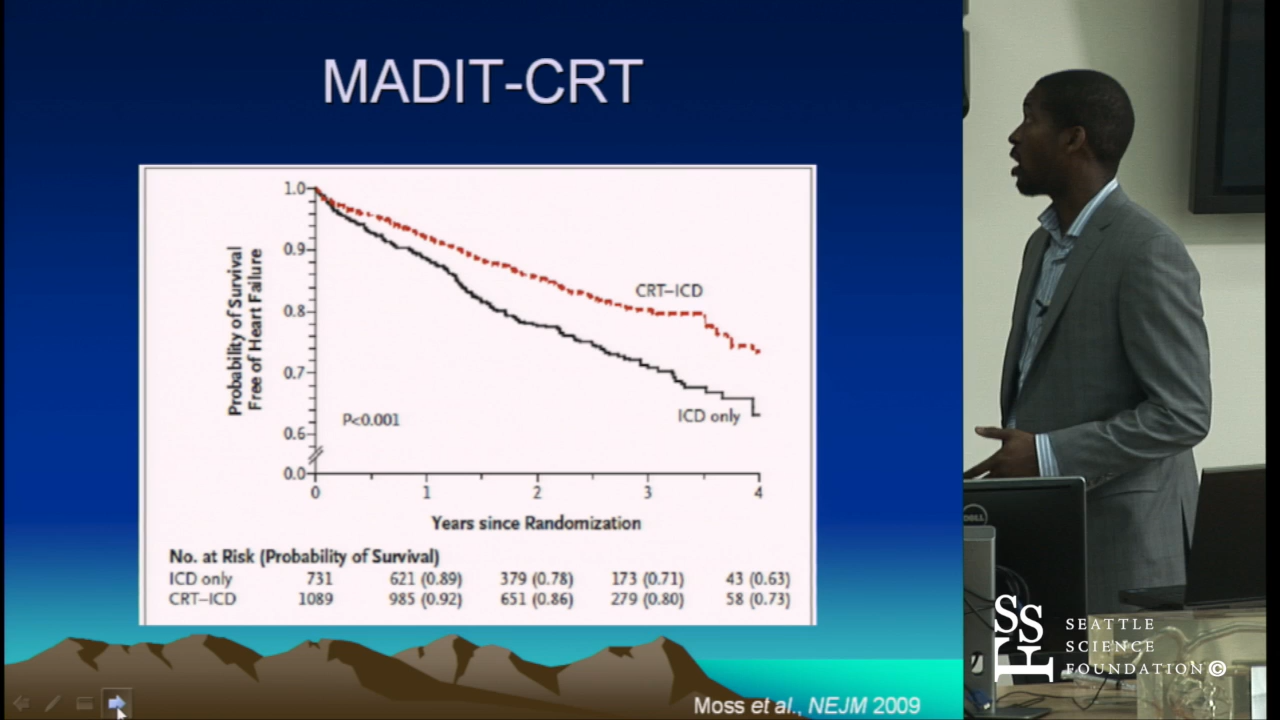 MADIT-CRT
1.0
0.9
0.8
0.7
0.6
0.0
Probability of Survival
Free of Heart Failure
CRT–ICD
ICD only
P<0.001
0 1 2 3 4
Years since Randomization
No. at Risk (Probability of Survival)
ICD only 731 621 (0.89) 379 (0.78) 173 (0.71) 43 (0.63)
CRT–ICD 1089 985 (0.92) 651 (0.86) 279 (0.80) 58 (0.73)
Moss et al., NEJM 2009
DELL
SSF
SEATTLE
SCIENCE
FOUNDATION©